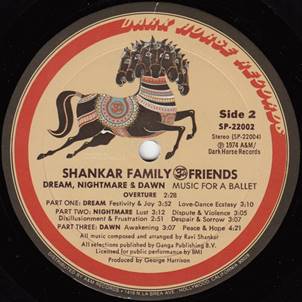 DARK HORSE RECORDS
Side 2
SP-22002
Stereo (SP-22004)
℗ 1974 A&M/
Dark Horse Records
SHANKAR FAMILY ॐ FRIENDS
DREAM, NIGHTMARE & DAWN MUSIC FOR A BALLET
OVERTURE 2:28
PART ONE: DREAM Festivity & Joy 3:52 Love-Dance Ecstasy 3:10
PART TWO: NIGHTMARE Lust 3:12 Dispute & Violence 3:05
Disillusionment & Frustration 2:51 Despair & Sorrow 3:07
PART THREE: DAWN Awakening 3:07 Peace & Hope 4:21
All music composed and arranged by Ravi Shankar
All selections published by Ganga Publishing B.V.
Licensed for public performance by BMI
Produced by George Harrison